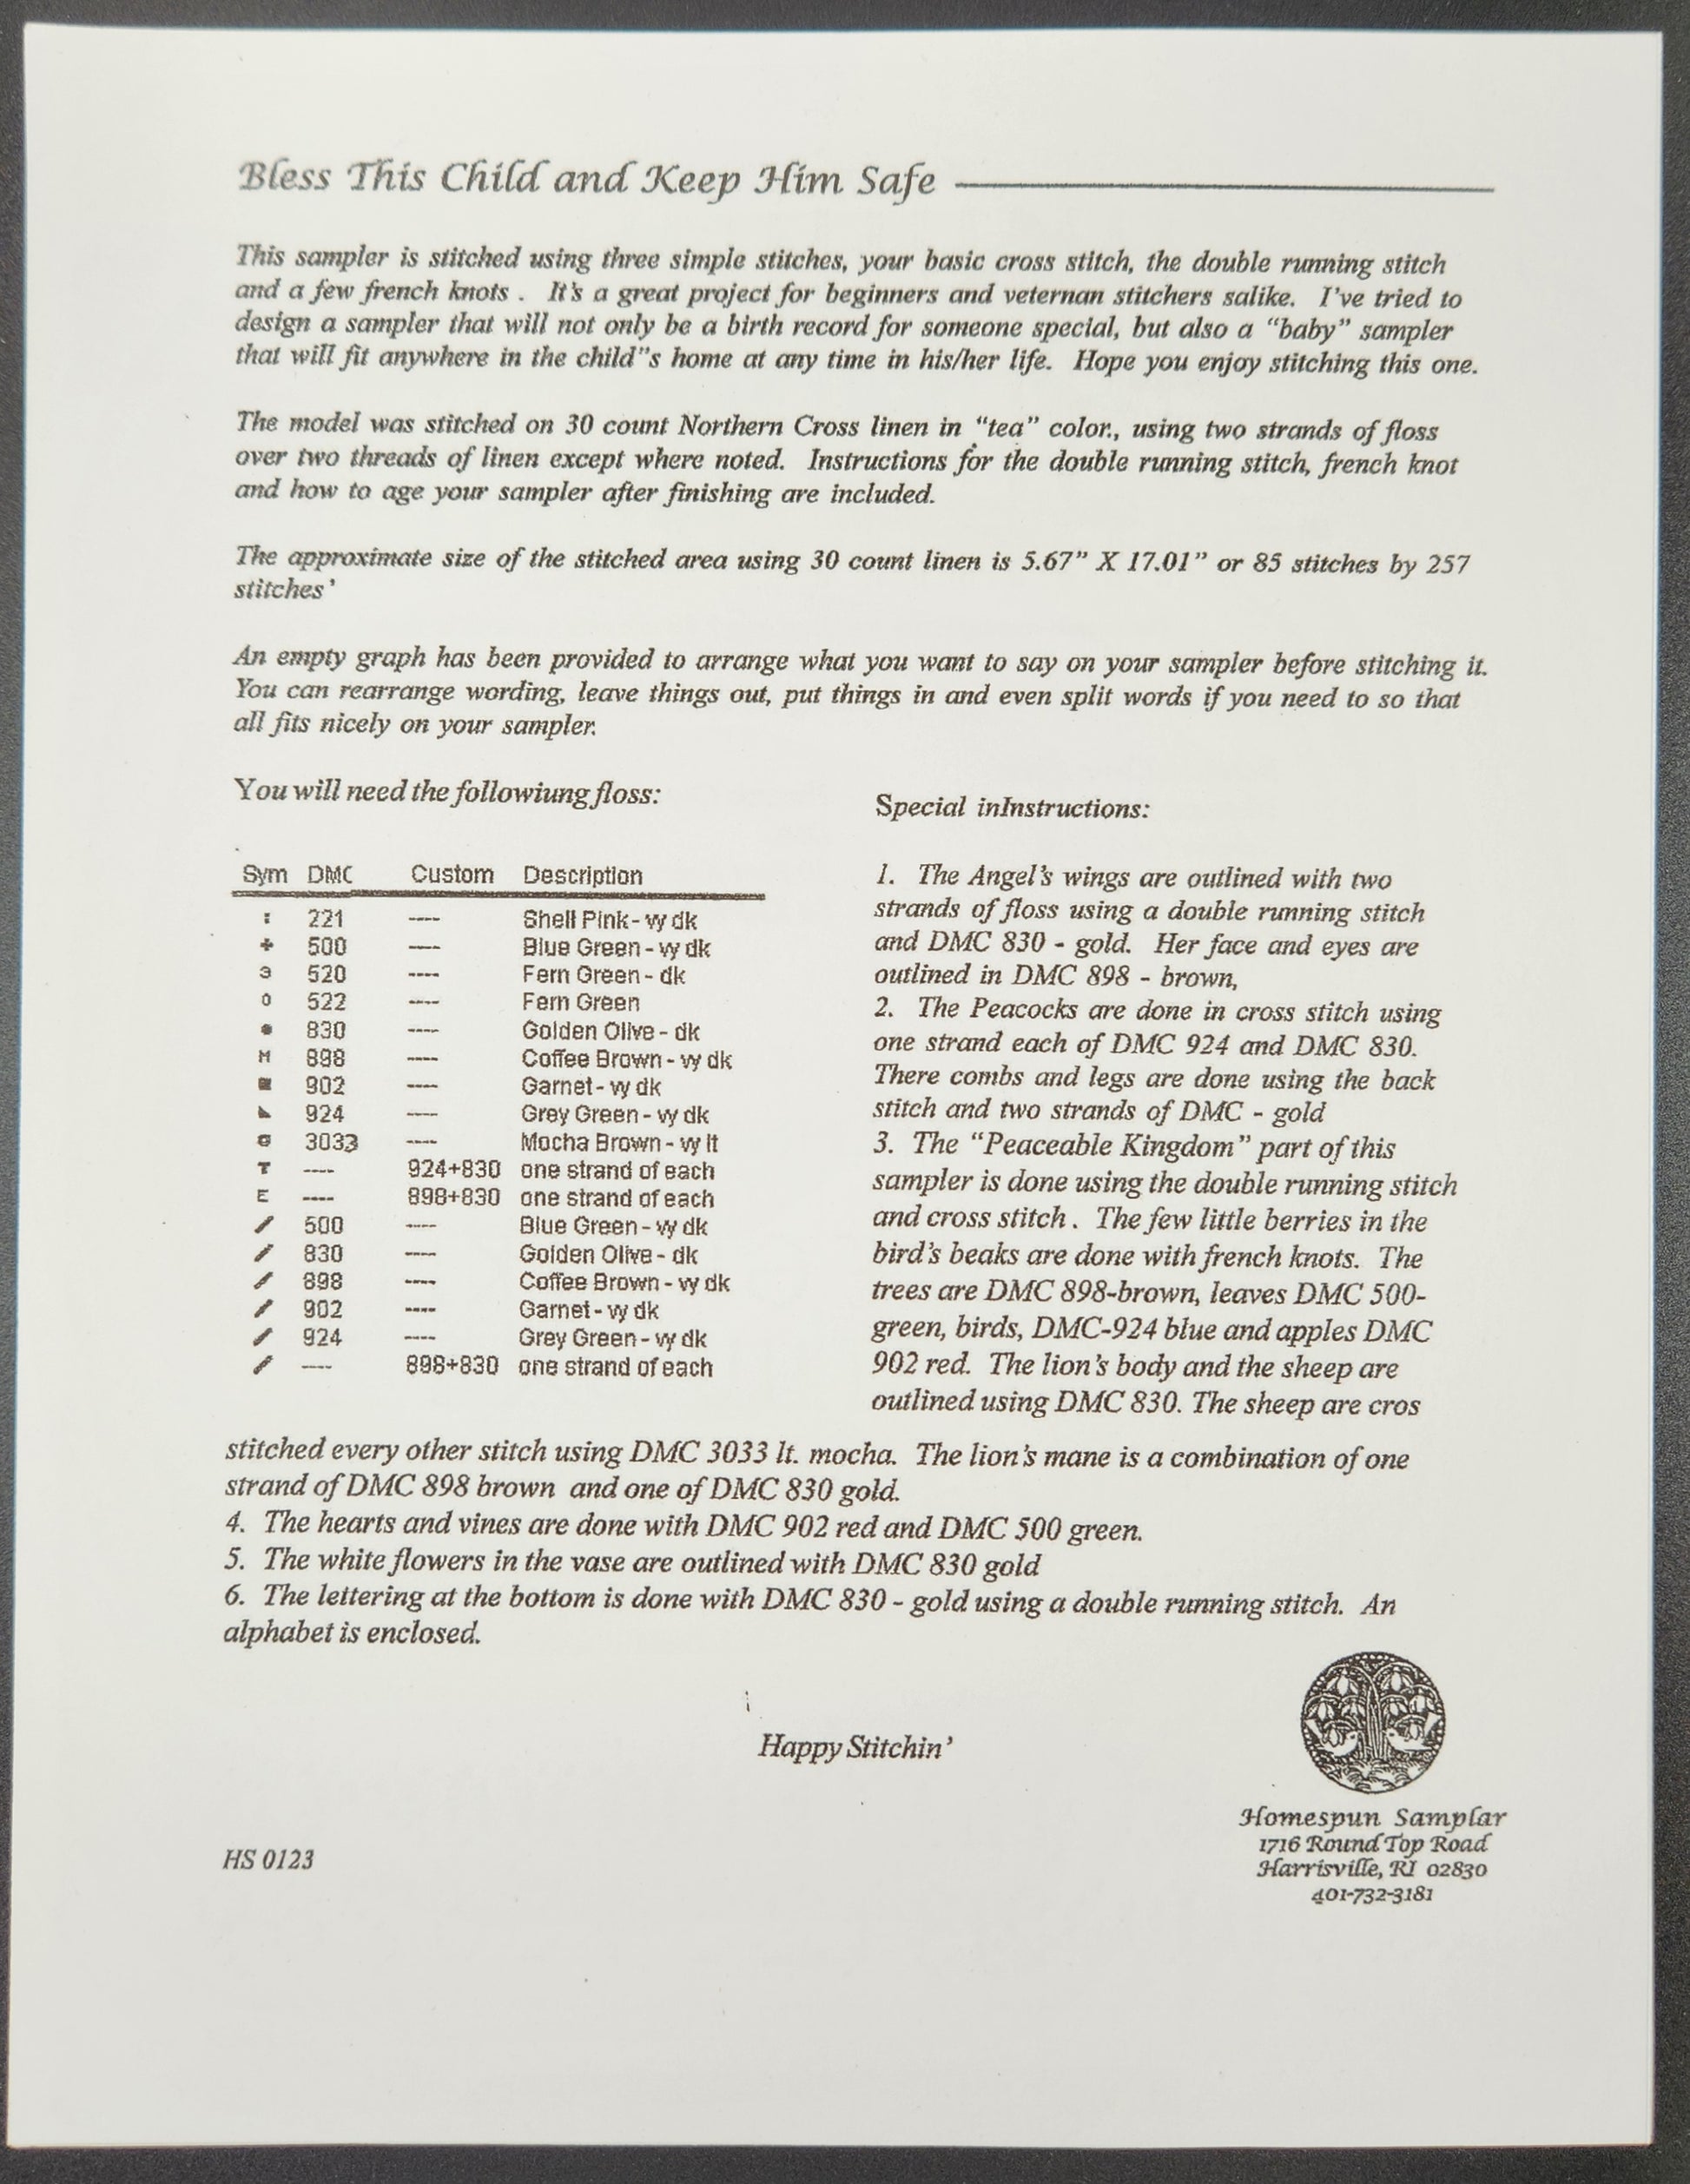 Bless This Child and Keep Him Safe
This sampler is stitched using three simple stitches, your basic cross stitch, the double running stitch
and a few french knots .  It's a great project for beginners and veternan stitchers salike.  I've tried to
design a sampler that will not only be a birth record for someone special, but also a "baby" sampler
that will fit anywhere in the child"s home at any time in his/her life.  Hope you enjoy stitching this one.
The model was stitched on 30 count Northern Cross linen in "tea" color., using two strands of floss
over two threads of linen except where noted.  Instructions for the double running stitch, french knot
and how to age your sampler after finishing are included.
The approximate size of the stitched area using 30 count linen is 5.67" X 17.01" or 85 stitches by 257
stitches'
An empty graph has been provided to arrange what you want to say on your sampler before stitching it.
You can rearrange wording, leave things out, put things in and even split words if you need to so that
all fits nicely on your sampler.
You will need the followiung floss:
Sym DMC Custom Description
: 221 ---- Shell Pink - vy dk
+ 500 ---- Blue Green - vy dk
3 520 ---- Fern Green - dk
0 522 ---- Fern Green
● 830 ---- Golden Olive - dk
M 898 ---- Coffee Brown - vy dk
■ 902 ---- Garnet - vy dk
◣ 924 ---- Grey Green - vy dk
3033 ---- Mocha Brown - vy lt
T ---- 924+830 one strand of each
E ---- 898+830 one strand of each
/ 500 ---- Blue Green - vy dk
/ 830 ---- Golden Olive - dk
/ 898 ---- Coffee Brown - vy dk
/ 902 ---- Garnet - vy dk
/ 924 ---- Grey Green - vy dk
/ ---- 898+830 one strand of each
Special inInstructions:
1.  The Angel's wings are outlined with two
strands of floss using a double running stitch
and DMC 830 - gold.  Her face and eyes are
outlined in DMC 898 - brown,
2.  The Peacocks are done in cross stitch using
one strand each of DMC 924 and DMC 830.
There combs and legs are done using the back
stitch and two strands of DMC - gold
3.  The "Peaceable Kingdom" part of this
sampler is done using the double running stitch
and cross stitch .  The few little berries in the
bird's beaks are done with french knots.  The
trees are DMC 898-brown, leaves DMC 500-
green, birds, DMC-924 blue and apples DMC
902 red.  The lion's body and the sheep are
outlined using DMC 830. The sheep are cros
stitched every other stitch using DMC 3033 lt. mocha.  The lion's mane is a combination of one
strand of DMC 898 brown  and one of DMC 830 gold.
4.  The hearts and vines are done with DMC 902 red and DMC 500 green.
5.  The white flowers in the vase are outlined with DMC 830 gold
6.  The lettering at the bottom is done with DMC 830 - gold using a double running stitch.  An
alphabet is enclosed.
Happy Stitchin'
HS 0123
Homespun Samplar
1716 Round Top Road
Harrisville, RI 02830
401-732-3181